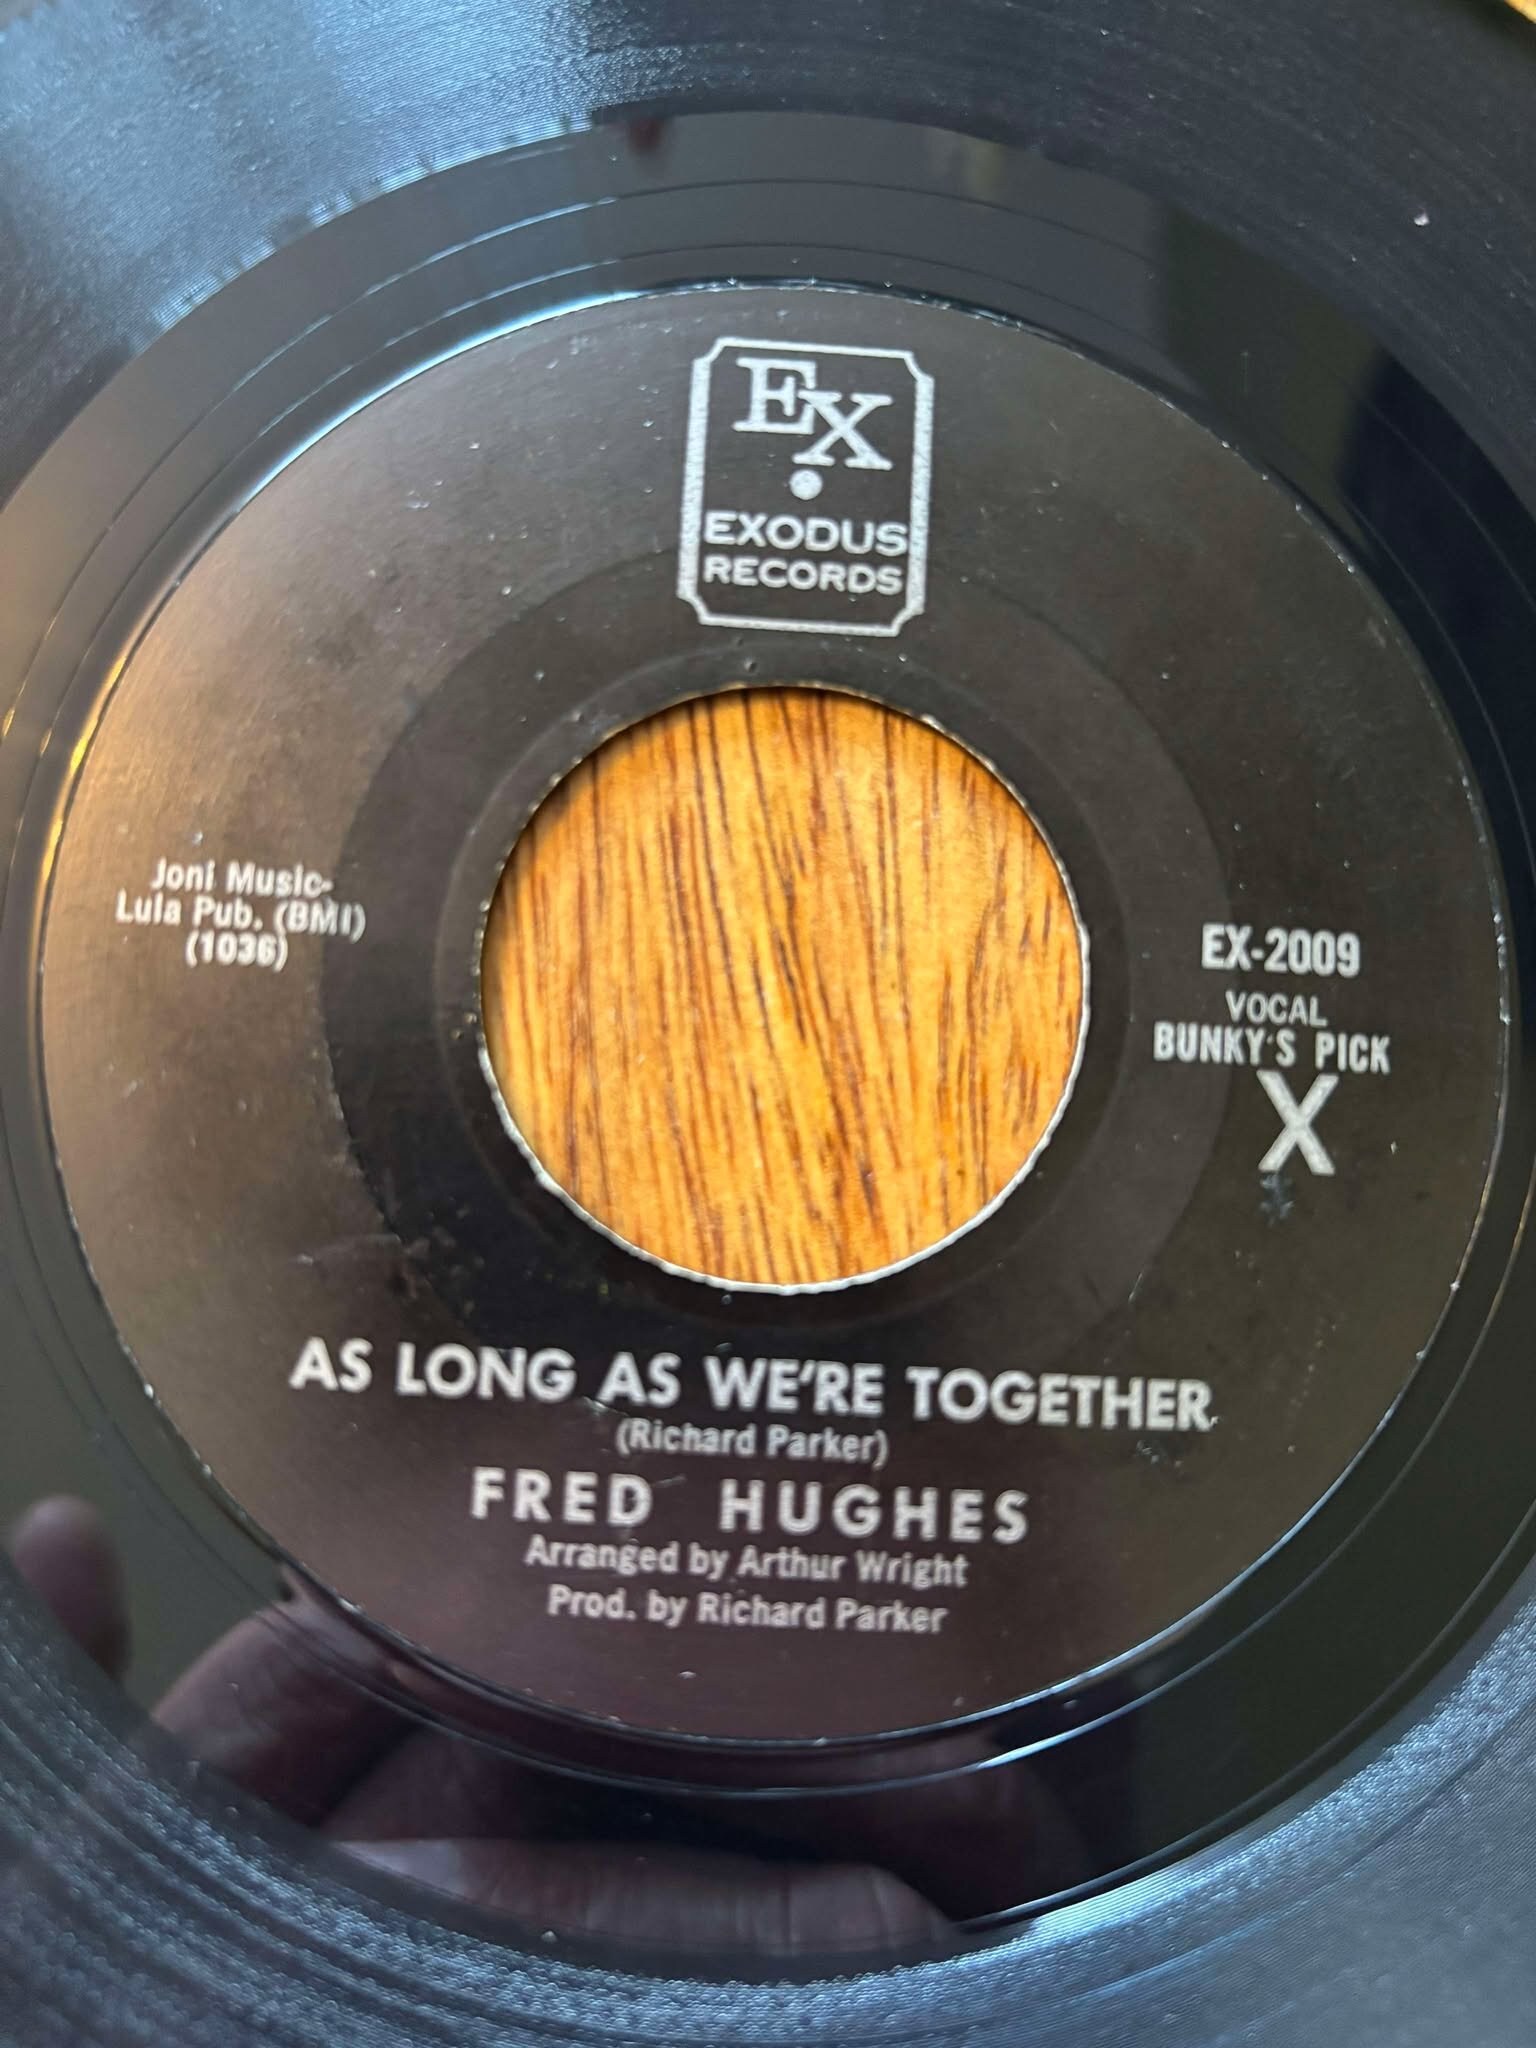 EX
EXODUS
RECORDS
Joni Music-
Lula Pub. (BMI)
(1036)
EX-2009
VOCAL
BUNKY'S PICK
X
AS LONG AS WE'RE TOGETHER
(Richard Parker)
FRED HUGHES
Arranged by Arthur Wright
Prod. by Richard Parker